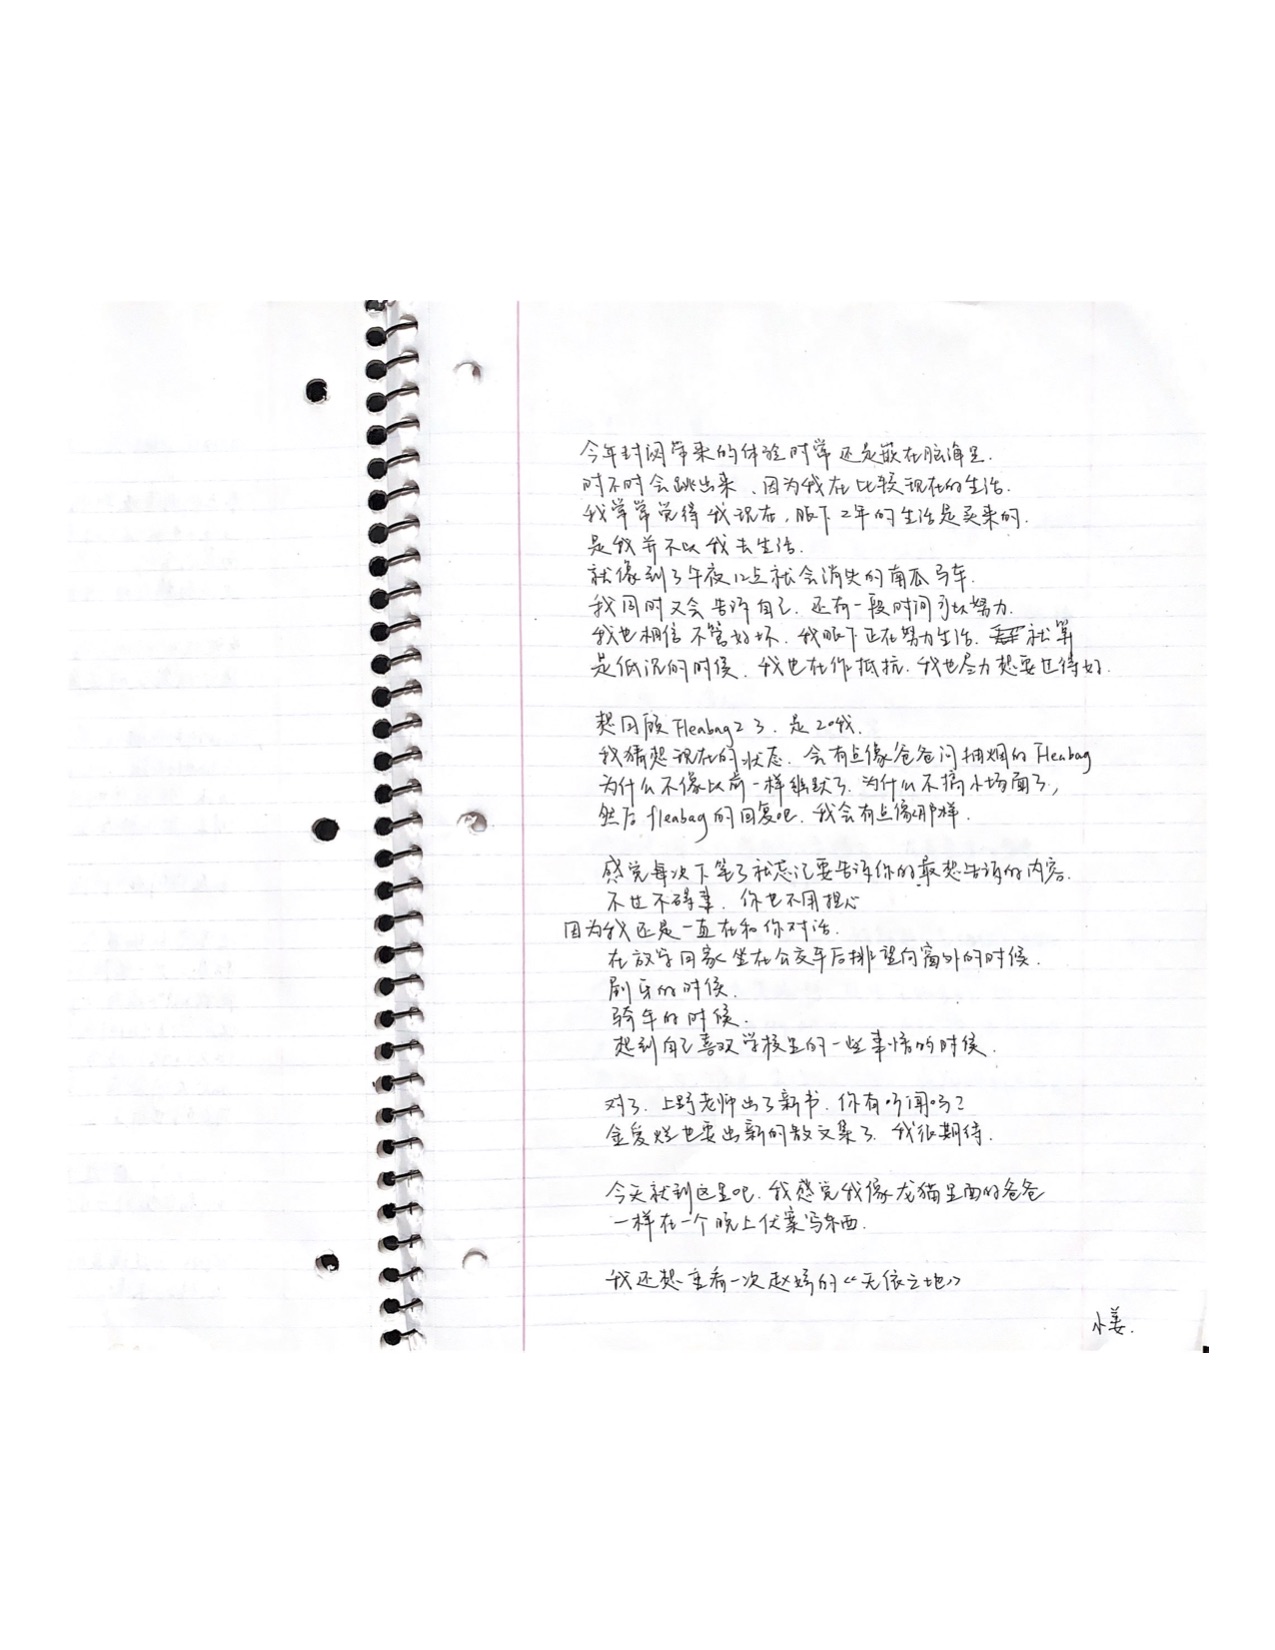 今年封闭带来的体验时常还是嵌在脑海里.
时不时会跳出来、因为我在比较现在的生活.
我常常觉得我现在,眼下2年的生活是买来的.
是我并不以我去生活.
就像到了午夜12点就会消失的南瓜马车.
我同时又会告诉自己.还有一段时间可以努力.
我也相信不管好坏.我眼下正在努力生活.就算
是低沉的时候.我也在作抵抗.我也尽力想要过得好.
想回顾Fleabag2了.是20岁.
我猜想现在的状态.会有点像爸爸问抽烟的Fleabag
为什么不像以前一样幽默了.为什么不搞小场面了,
然后fleabag的回复吧.我会有点像那样.
感觉每次下笔了就忘记要告诉你的最想告诉的内容.
不过不碍事.你也不用担心
因为我还是一直在和你对话.
在放学回家坐在公交车后排望向窗外的时候.
刷牙的时候.
骑车的时候.
想到自己喜欢学校里的一些事情的时候.
对了.上野老师出了新书.你有听闻吗?
金爱烂也要出新的散文集了.我很期待.
今天就到这里吧.我感觉我像龙猫里面的爸爸
一样在一个晚上伏案写东西.
我还想重看一次赵婷的《无依之地》
小姜.